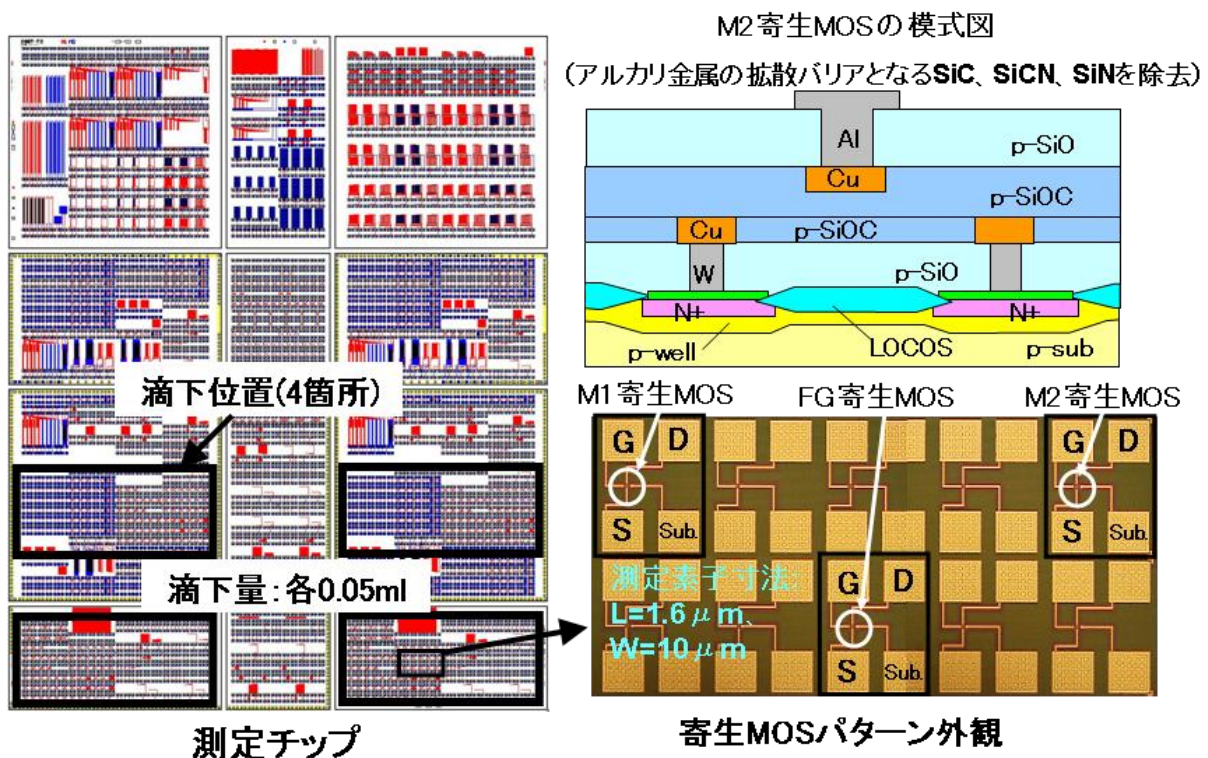 M2寄生MOSの模式図
(アルカリ金属の拡散バリアとなるSiC、SiCN、SiNを除去)
Al
p-SiO
Cu
p-SiOC
Cu
p-SiOC
W
p-SiO
N+
N+
p-well
LOCOS
p-sub
滴下位置(4箇所)
滴下量:各0.05ml
測定チップ
M1寄生MOS
FG寄生MOS
M2寄生MOS
G D
G D
S Sub.
S Sub.
測定素子寸法:
L=1.6μm、
W=10μm
G D
S Sub.
寄生MOSパターン外観